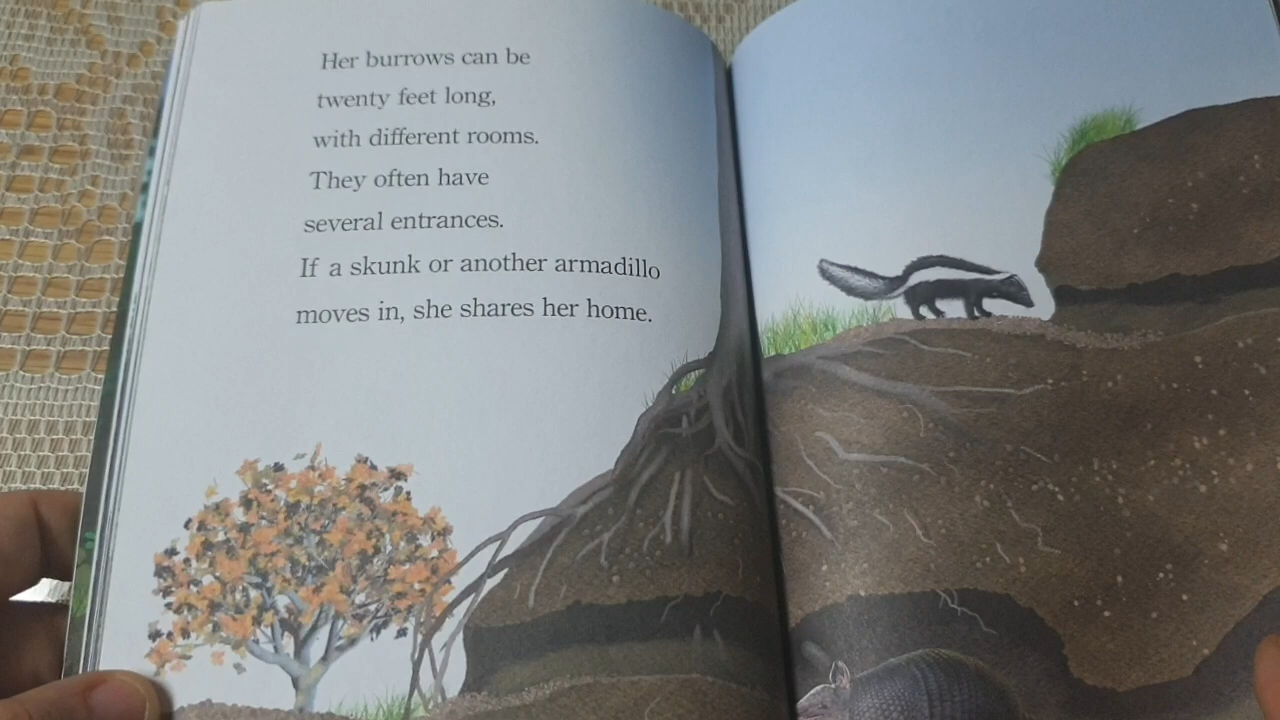 Her burrows can be
twenty feet long,
with different rooms.
They often have
several entrances.
If a skunk or another armadillo
moves in, she shares her home.